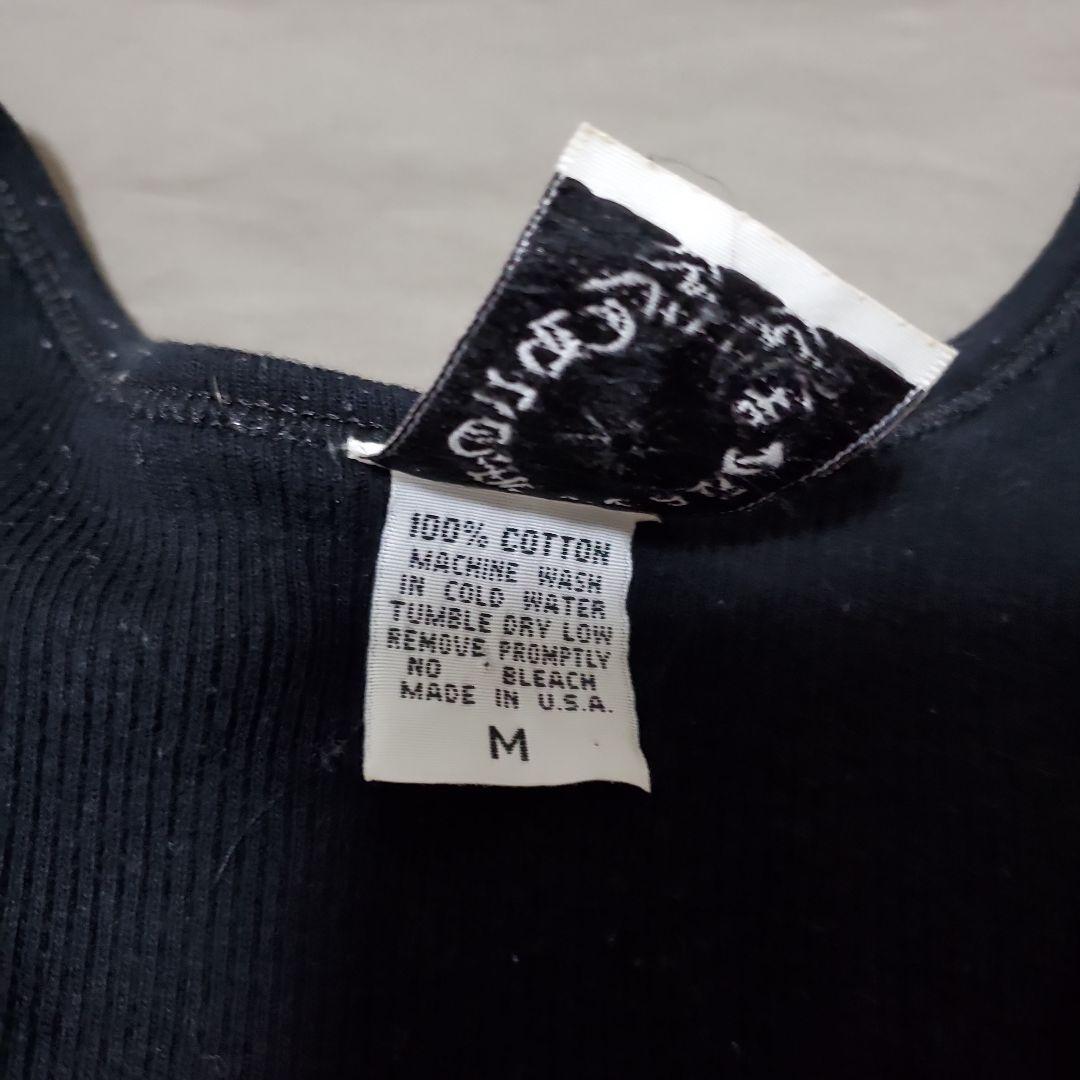 100% COTTON
MACHINE WASH
IN COLD WATER
TUMBLE DRY LOW
REMOVE PROMPTLY
NO BLEACH
MADE IN U.S.A.
M